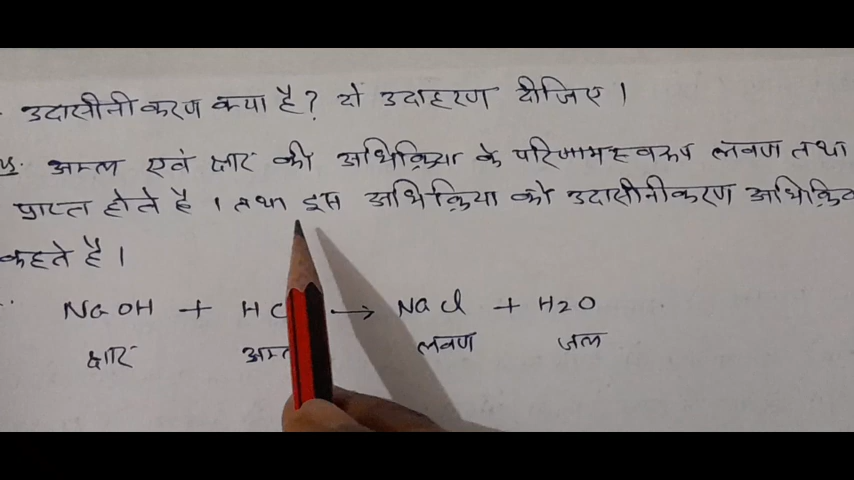 उदासीनीकरण क्या है? दो उदाहरण दीजिए।
अम्ल एवं क्षार की अभिक्रिया के परिणामस्वरूप लवण तथा
प्राप्त होते है। तथा इस अभिक्रिया को उदासीनीकरण
कहते है।
NaOH + → NaCl + H2O
क्षार लवण जल